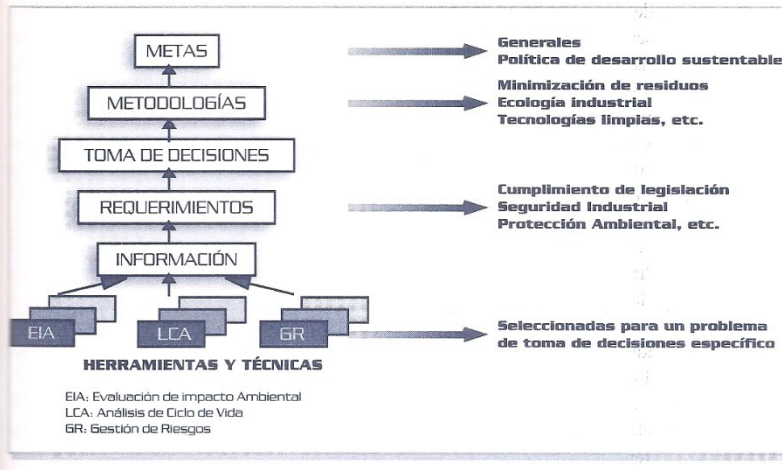 METAS
Generales
Política de desarrollo sustentable
METODOLOGÍAS
Minimización de residuos
Ecología industrial
Tecnologías limpias, etc.
TOMA DE DECISIONES
REQUERIMIENTOS
Cumplimiento de legislación
Seguridad Industrial
Protección Ambiental, etc.
INFORMACIÓN
EIA
LCA
GR
Seleccionadas para un problema
de toma de decisiones específico
HERRAMIENTAS Y TÉCNICAS
EIA: Evaluación de impacto Ambiental
LCA: Análisis de Ciclo de Vida
GR: Gestión de Riesgos